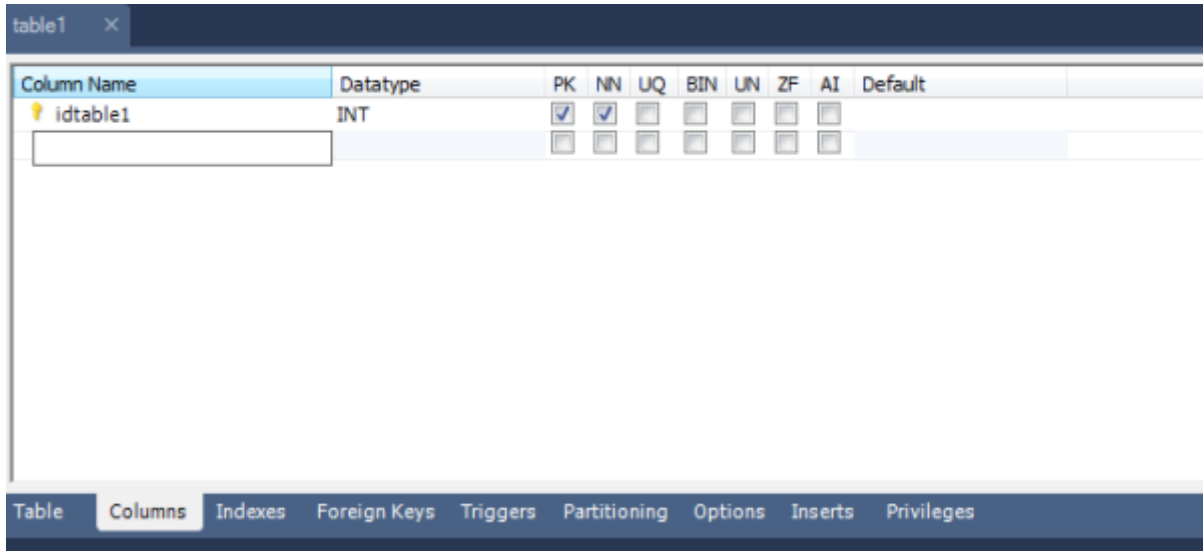 table1
Column Name Datatype PK NN UQ BIN UN ZF AI Default
idtable1 INT
Table Columns Indexes Foreign Keys Triggers Partitioning Options Inserts Privileges